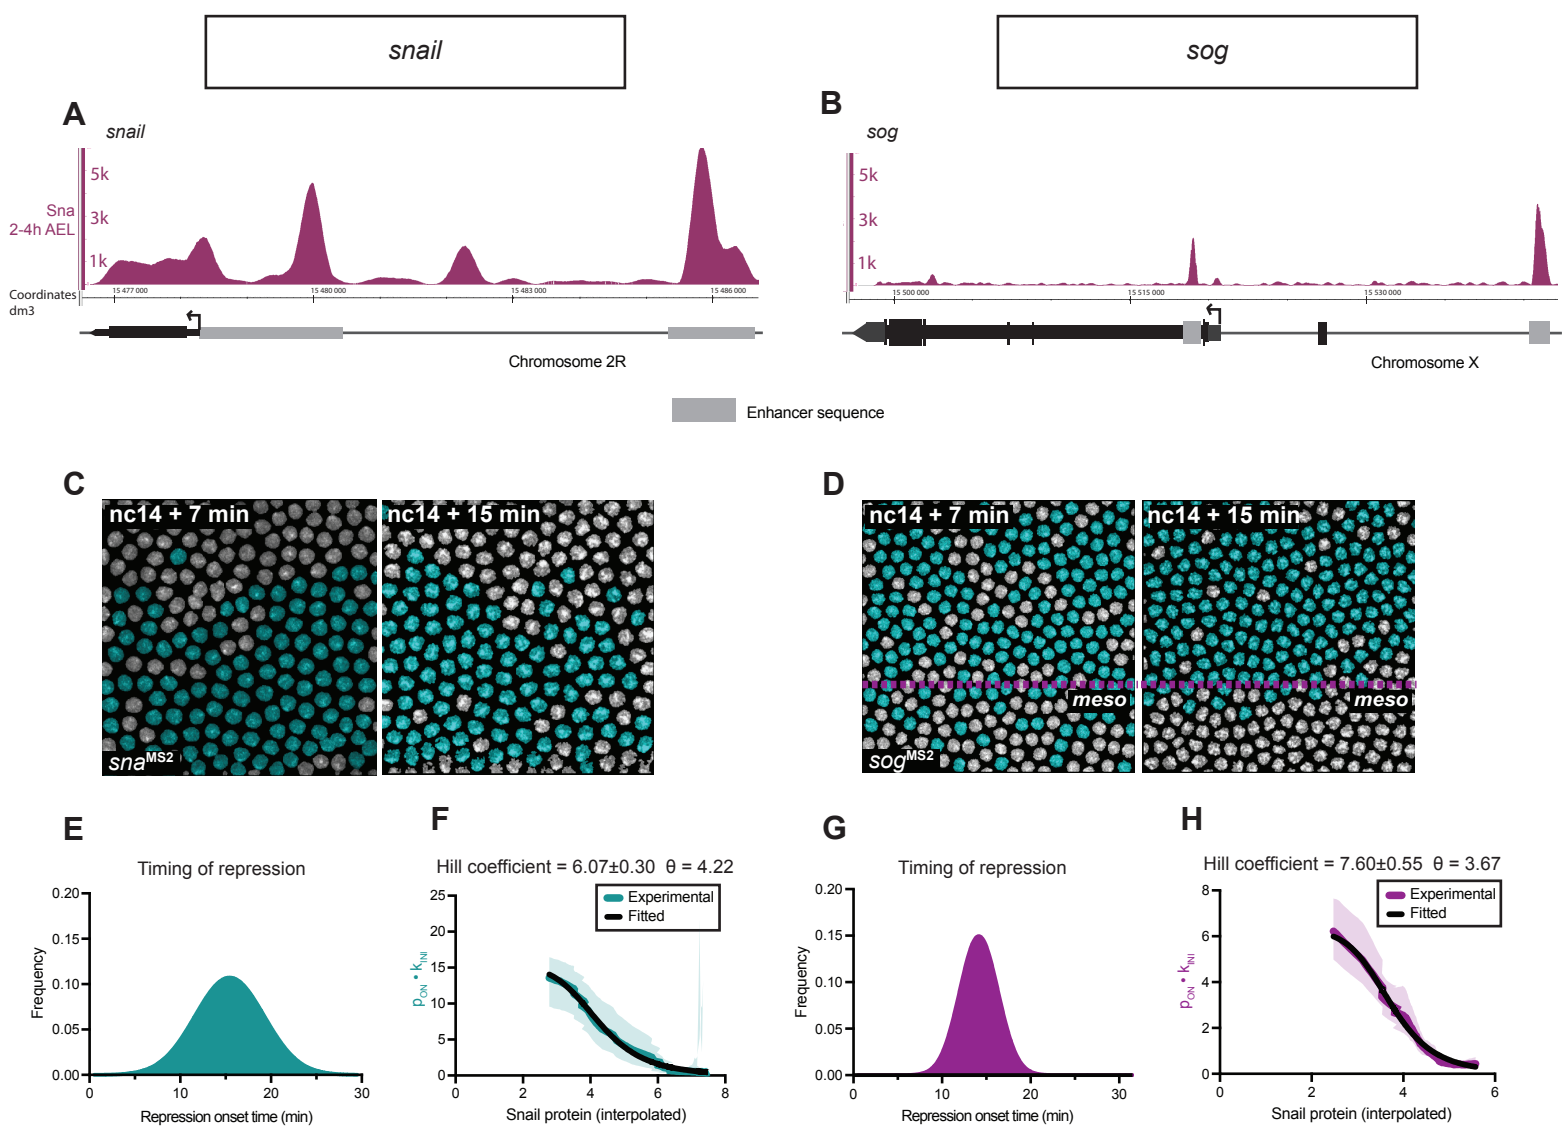 snail
sog
A
snail
5k
3k
1k
Sna
2-4h AEL
Coordinates
dm3
15 477 000
15 480 000
15 483 000
15 486 000
Chromosome 2R
B
sog
5k
3k
1k
15 500 000
15 515 000
15 530 000
Chromosome X
Enhancer sequence
C
nc14 + 7 min
nc14 + 15 min
snaMS2
D
nc14 + 7 min
nc14 + 15 min
meso
meso
sogMS2
E
Timing of repression
0.20
0.15
0.10
0.05
0.00
Frequency
0
10
20
30
Repression onset time (min)
F
Hill coefficient = 6.07±0.30 θ = 4.22
Experimental
Fitted
25
20
15
10
5
0
pON • kINI
0
2
4
6
8
Snail protein (interpolated)
G
Timing of repression
0.20
0.15
0.10
0.05
0.00
Frequency
0
10
20
30
Repression onset time (min)
H
Hill coefficient = 7.60±0.55 θ = 3.67
Experimental
Fitted
8
6
4
2
0
pON • kINI
0
2
4
6
Snail protein (interpolated)